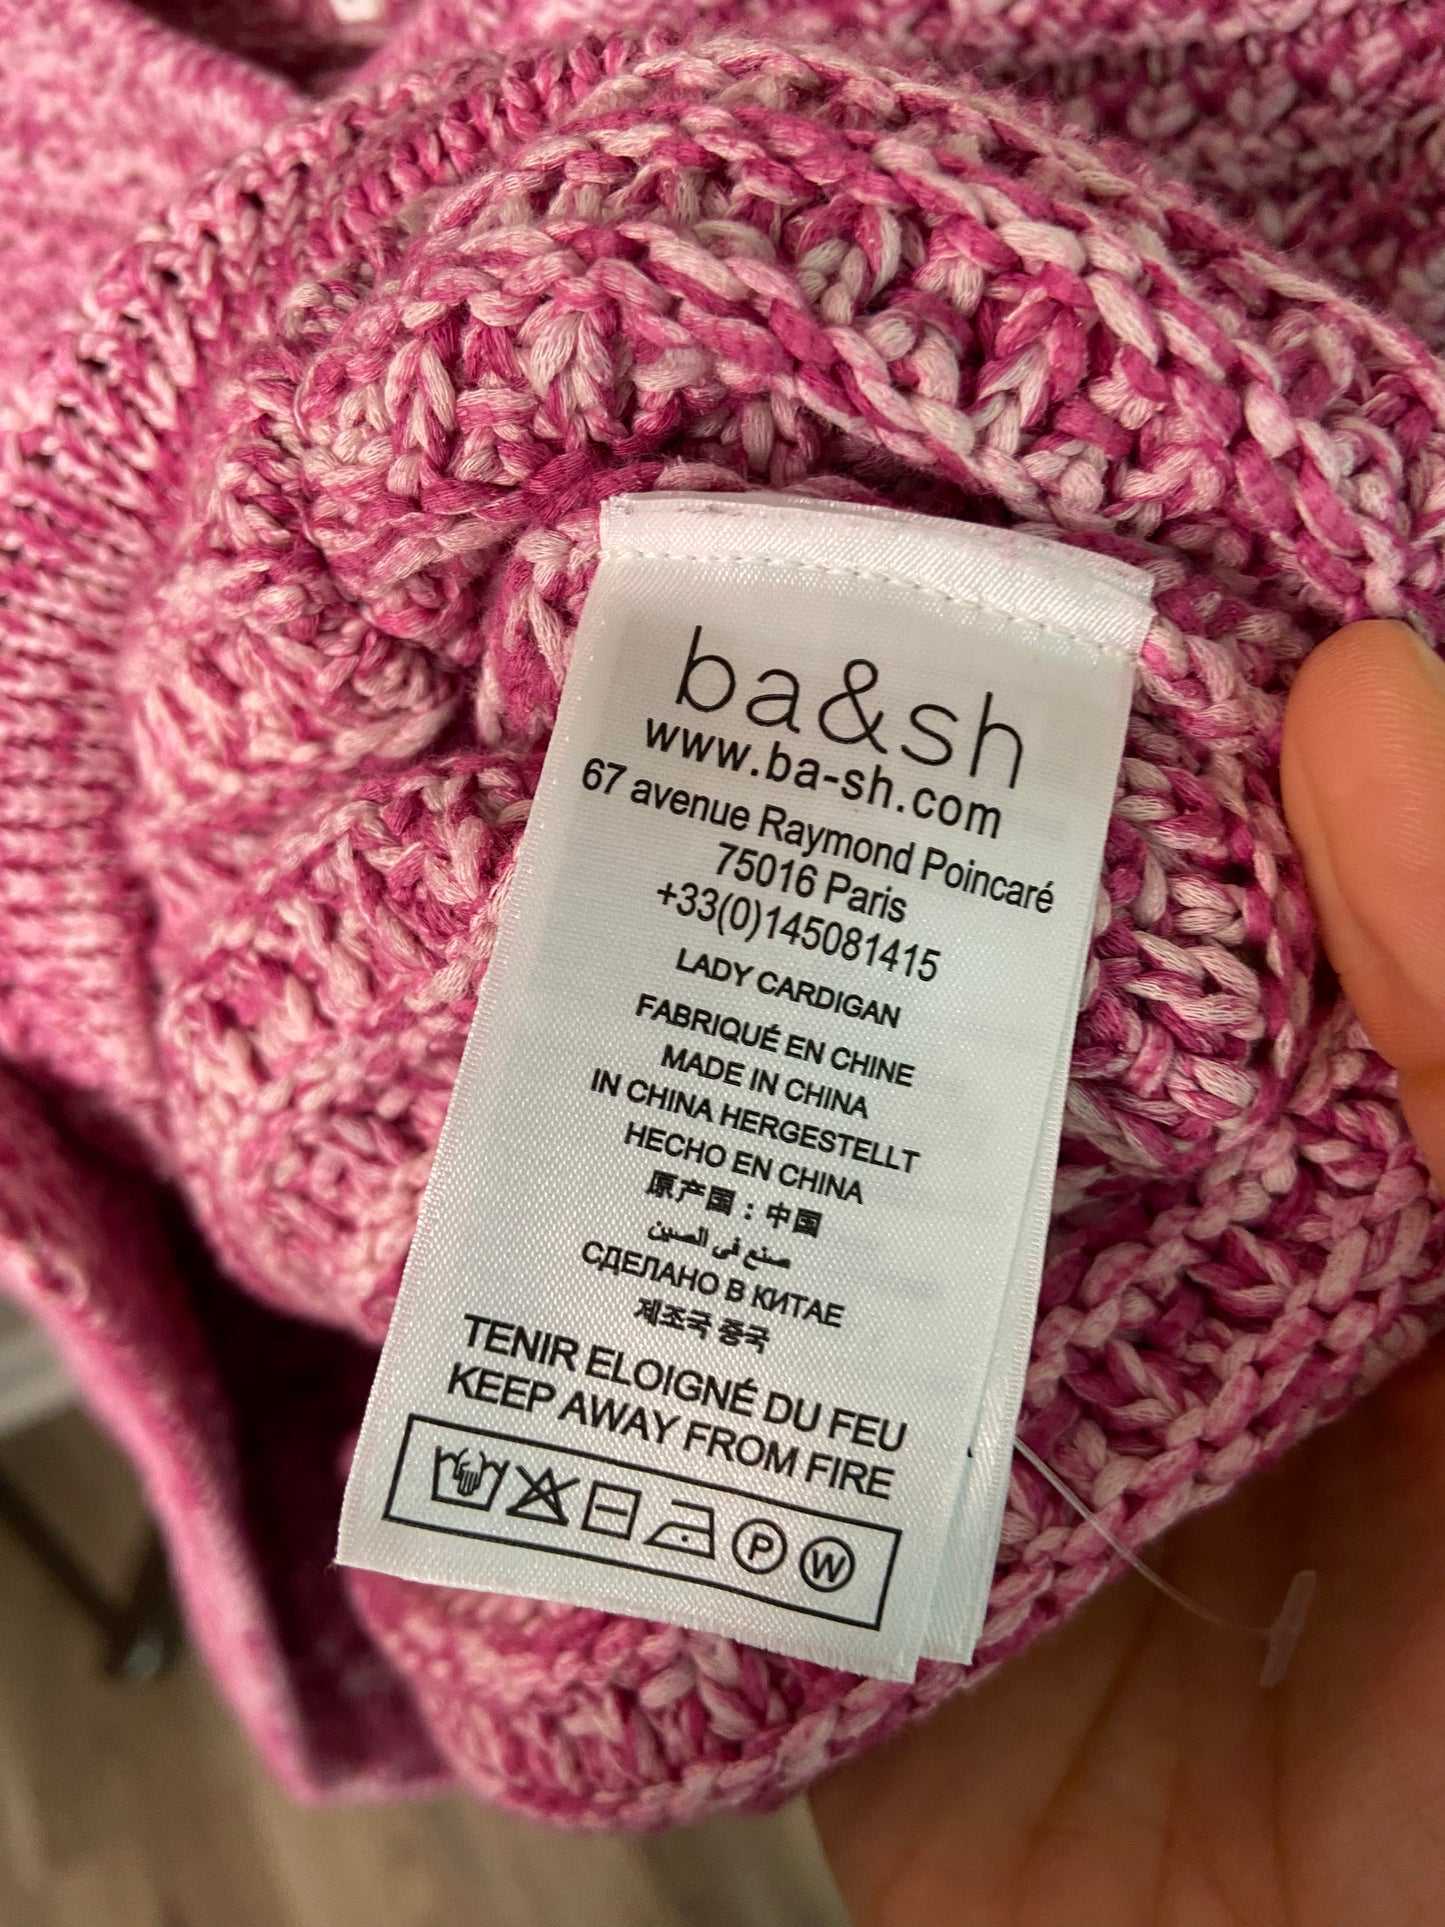 ba&sh
www.ba-sh.com
67 avenue Raymond Poincaré
75016 Paris
+33(0)145081415
LADY CARDIGAN
FABRIQUÉ EN CHINE
MADE IN CHINA
IN CHINA HERGESTELLT
HECHO EN CHINA
原产国：中国
صنع في الصين
СДЕЛАНО В КИТАЕ
제조국 중국
TENIR ELOIGNÉ DU FEU
KEEP AWAY FROM FIRE
P W